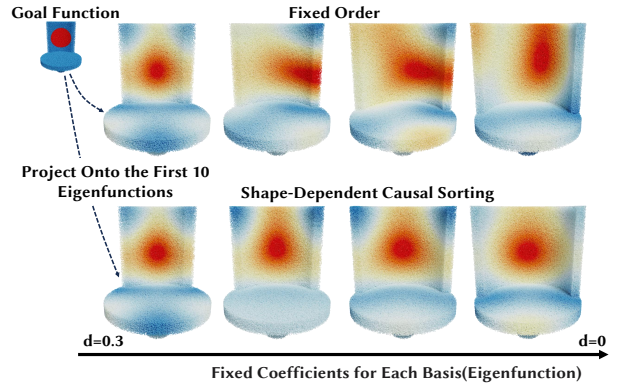 Goal Function
Fixed Order
Project Onto the First 10
Eigenfunctions
Shape-Dependent Causal Sorting
d=0.3
d=0
Fixed Coefficients for Each Basis(Eigenfunction)